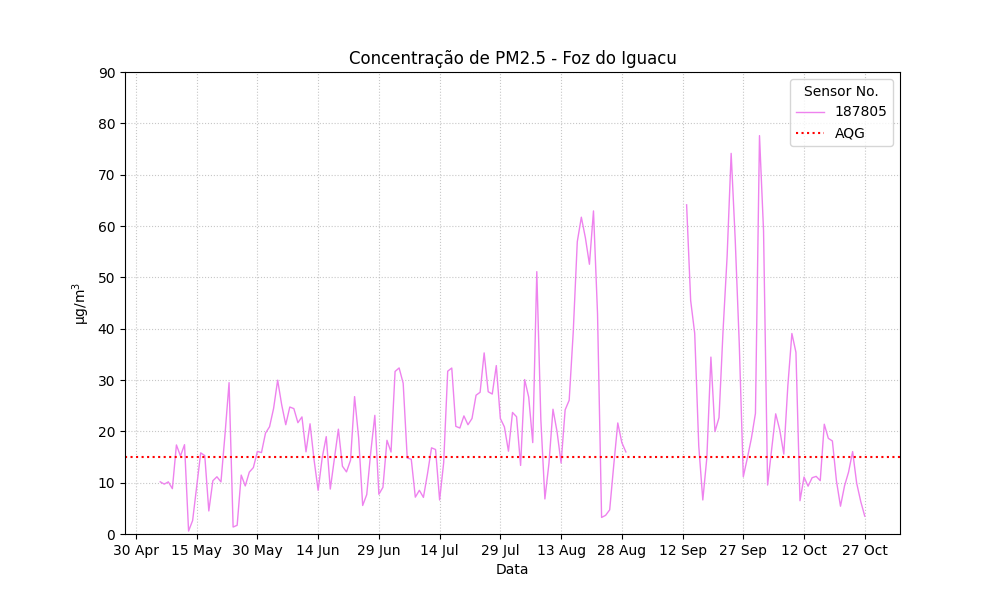 Concentração de PM2.5 - Foz do Iguacu
Sensor No.
187805
AQG
90
80
70
60
50
40
30
20
10
0
µg/m³
30 Apr 15 May 30 May 14 Jun 29 Jun 14 Jul 29 Jul 13 Aug 28 Aug 12 Sep 27 Sep 12 Oct 27 Oct
Data